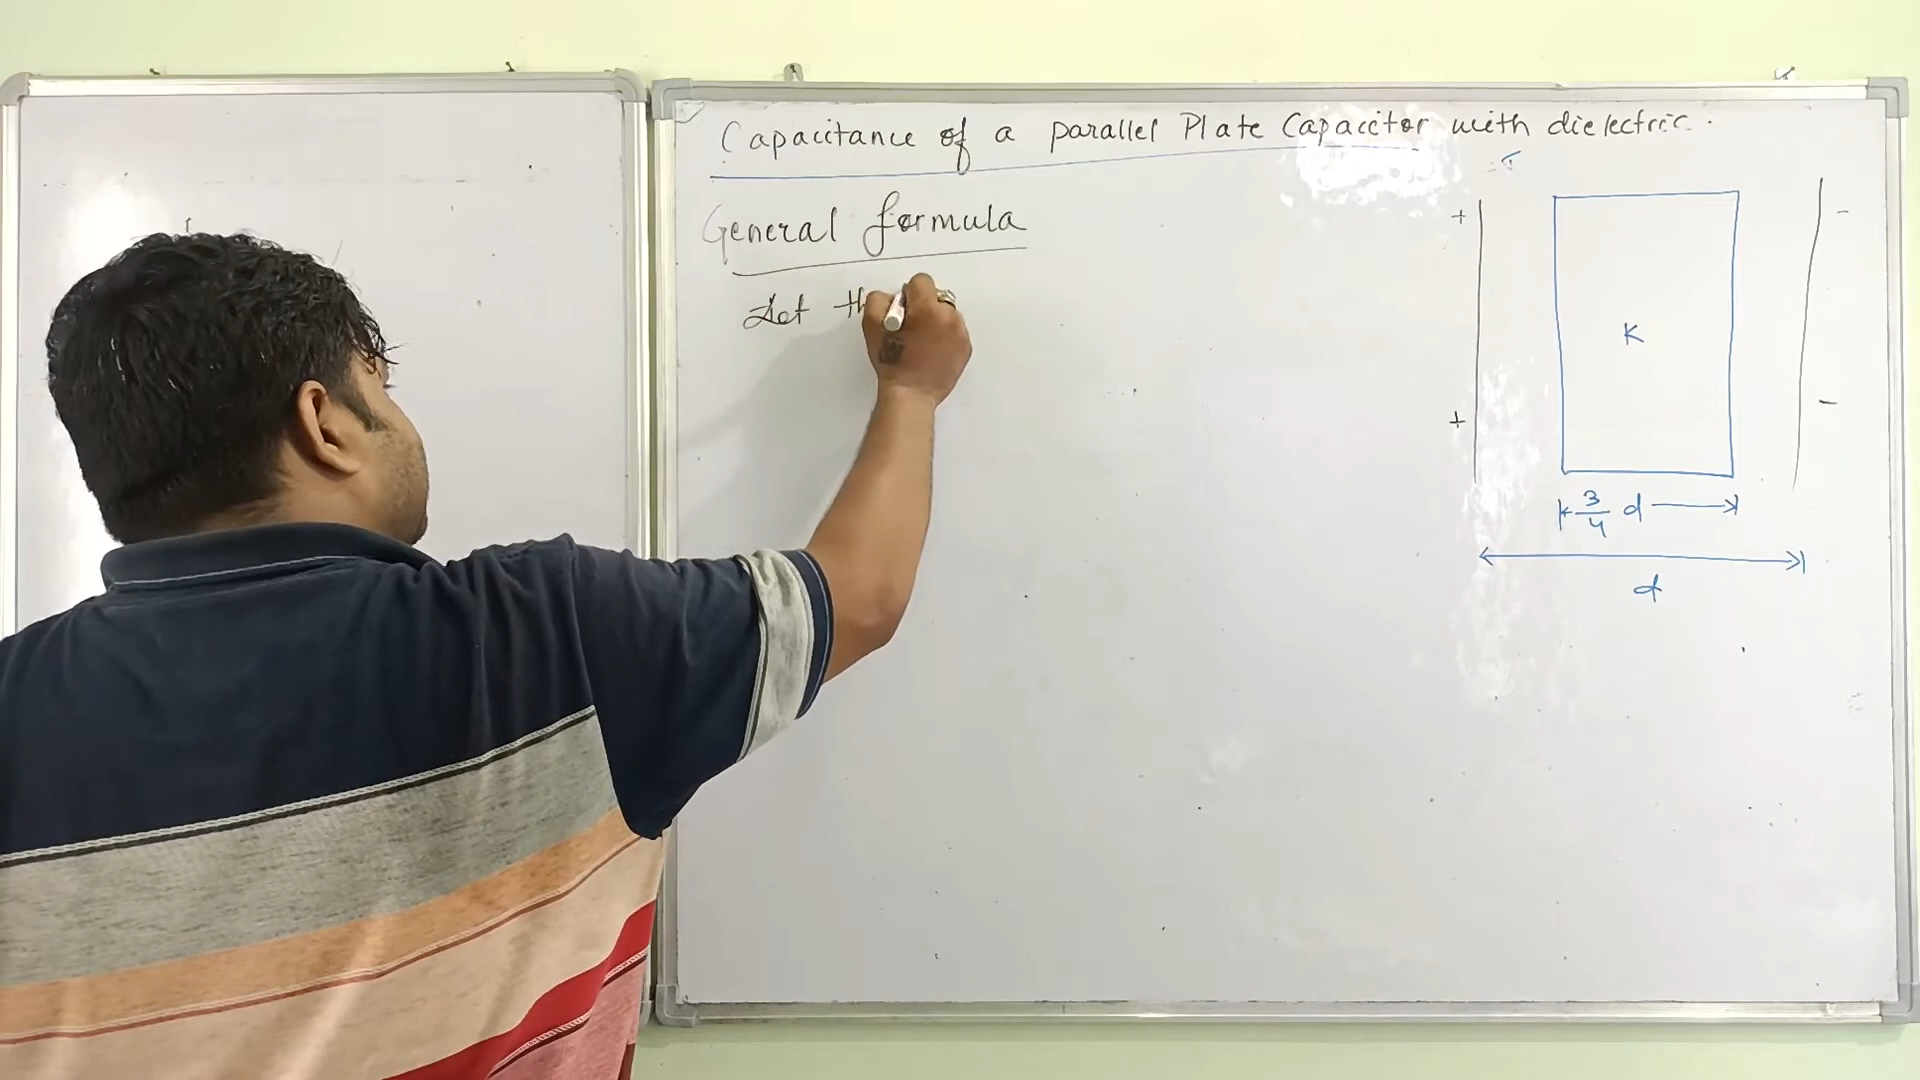 Capacitance of a parallel Plate Capacitor with dielectric.
General formula
Let th
+ -
K
+ -
3/4 d
d